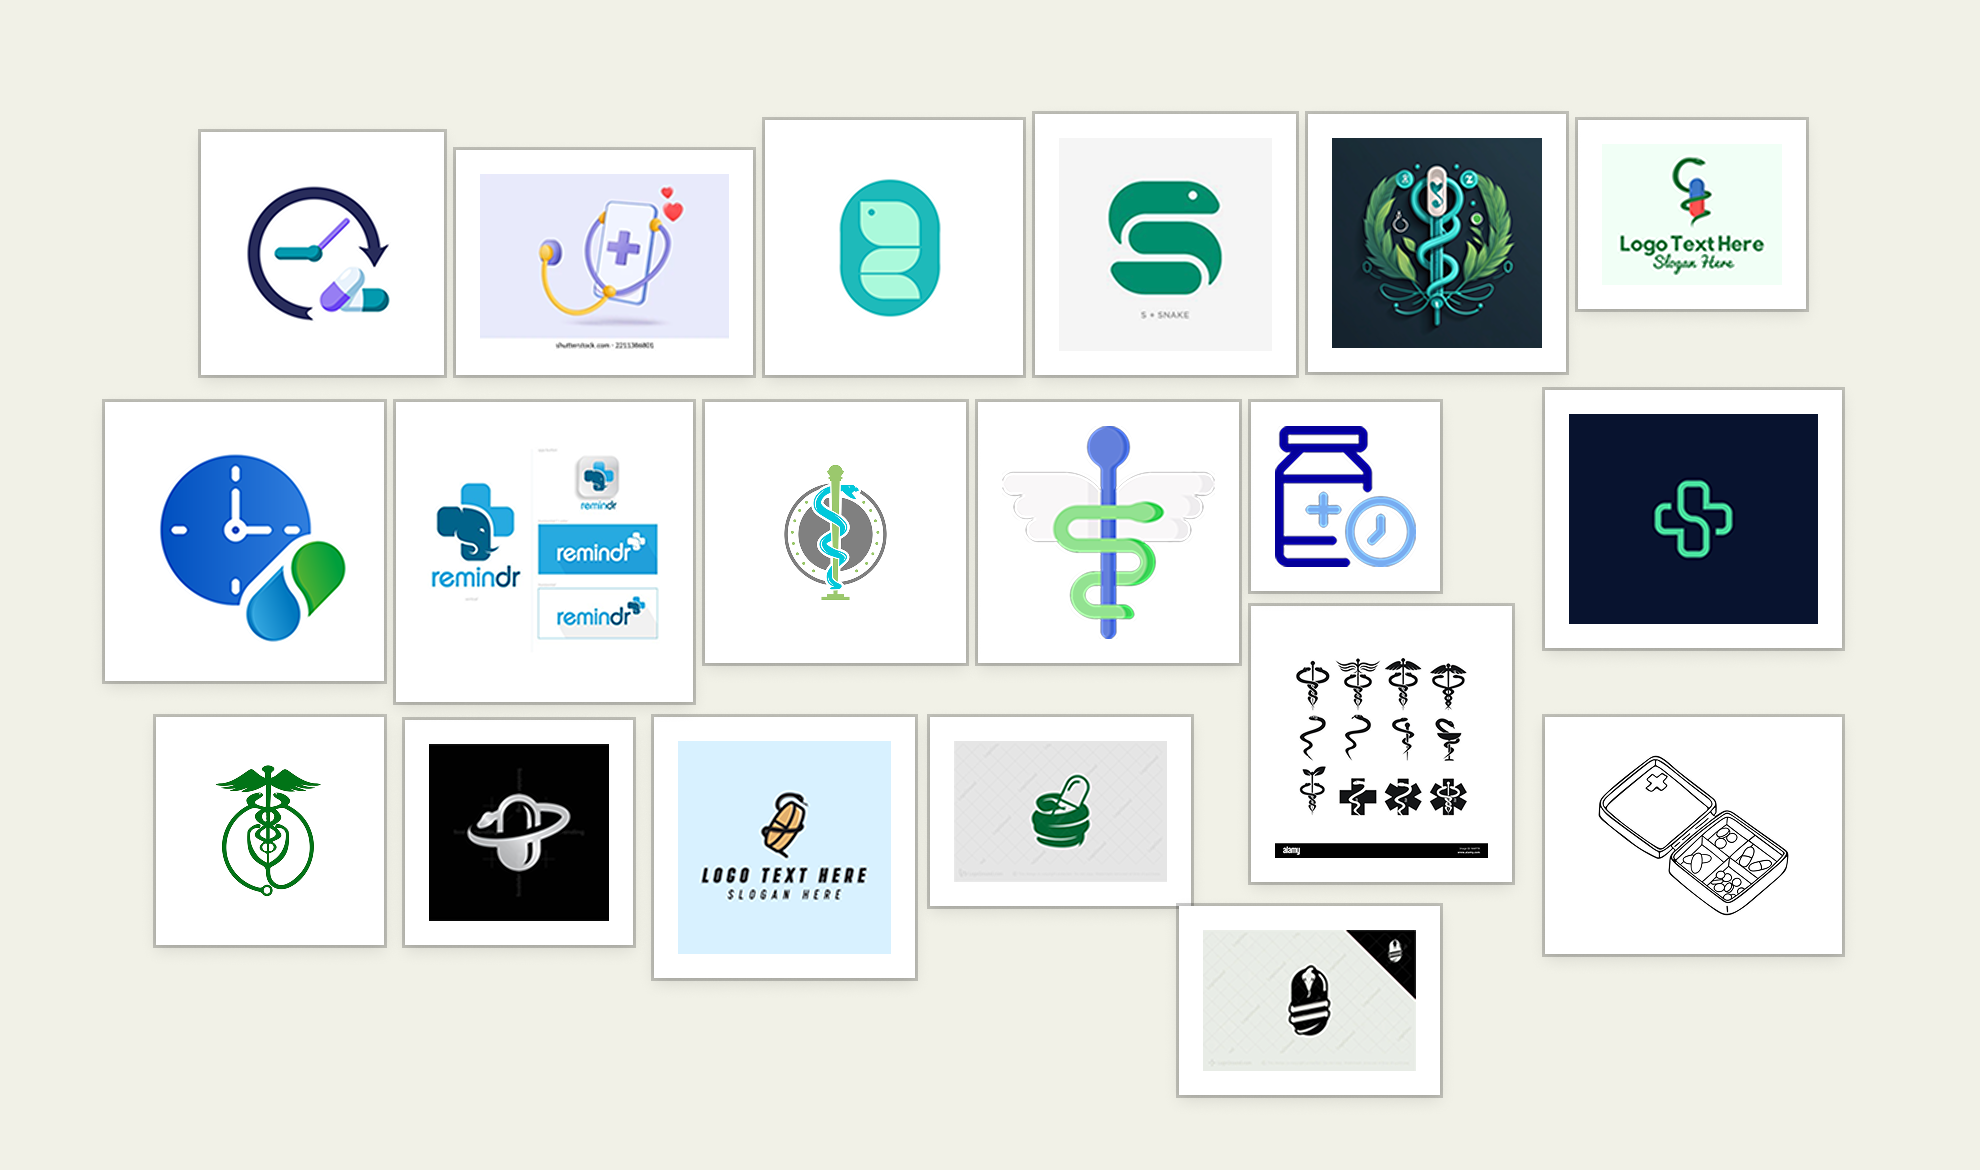 shutterstock.com · 2211386801
S + SNAKE
Logo Text Here
Slogan Here
remindr
remindr
remindr
remindr
LOGO TEXT HERE
SLOGAN HERE
alamy